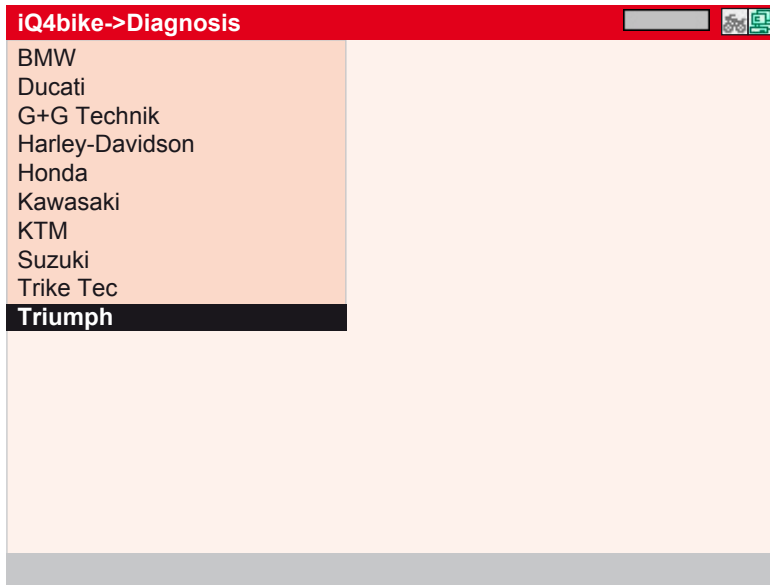 iQ4bike->Diagnosis
BMW
Ducati
G+G Technik
Harley-Davidson
Honda
Kawasaki
KTM
Suzuki
Trike Tec
Triumph